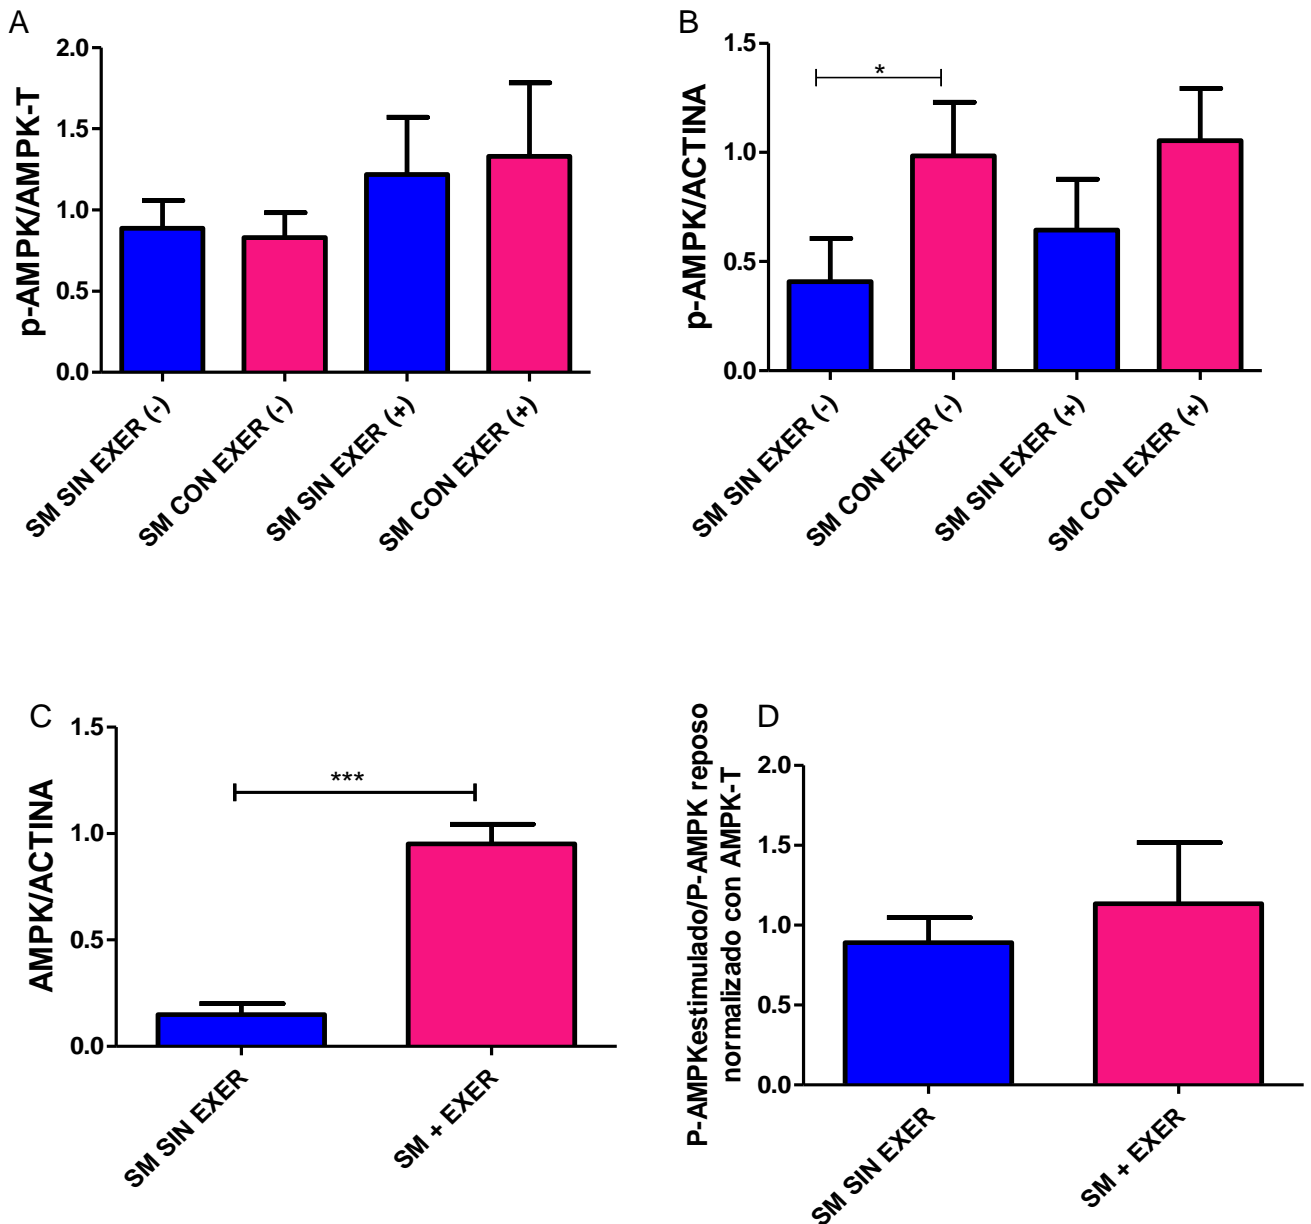 A
p-AMPK/AMPK-T
2.0
1.5
1.0
0.5
0.0
SM SIN EXER (-)
SM CON EXER (-)
SM SIN EXER (+)
SM CON EXER (+)
B
p-AMPK/ACTINA
1.5
1.0
0.5
0.0
*
SM SIN EXER (-)
SM CON EXER (-)
SM SIN EXER (+)
SM CON EXER (+)
C
AMPK/ACTINA
1.5
1.0
0.5
0.0
***
SM SIN EXER
SM + EXER
D
P-AMPKestimulado/P-AMPK reposo
normalizado con AMPK-T
2.0
1.5
1.0
0.5
0.0
SM SIN EXER
SM + EXER